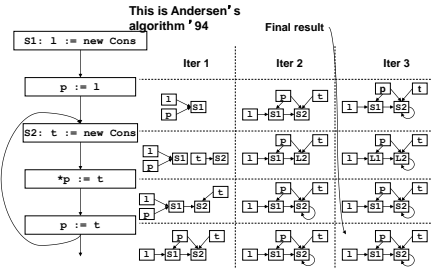 This is Andersen's
algorithm '94
Final result
S1: l := new Cons
Iter 1
Iter 2
Iter 3
p := l
l
p
S1
p
t
l
S1
S2
p
t
l
S1
S2
S2: t := new Cons
l
p
S1
t
S2
p
t
l
S1
L2
p
t
l
L1
L2
*p := t
l
p
S1
S2
t
p
t
l
S1
S2
p
t
l
S1
S2
p := t
p
t
l
S1
S2
p
t
l
S1
S2
p
t
l
S1
S2